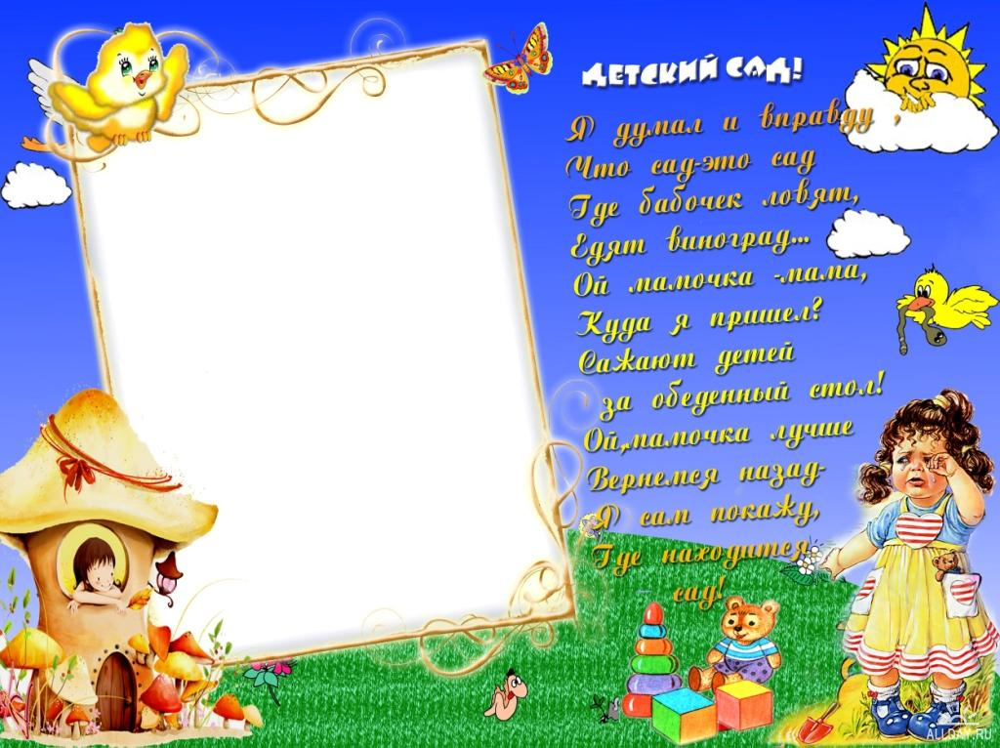 ДЕТСКИЙ САД!
Я думал и вправду ,
Что сад-это сад
Где бабочек ловят,
Едят виноград...
Ой мамочка -мама,
Куда я пришел?
Сажают детей
за обеденный стол!
Ой,мамочка лучше
Вернемся назад-
Я сам покажу,
Где находится
сад!
ALLDAY.RU